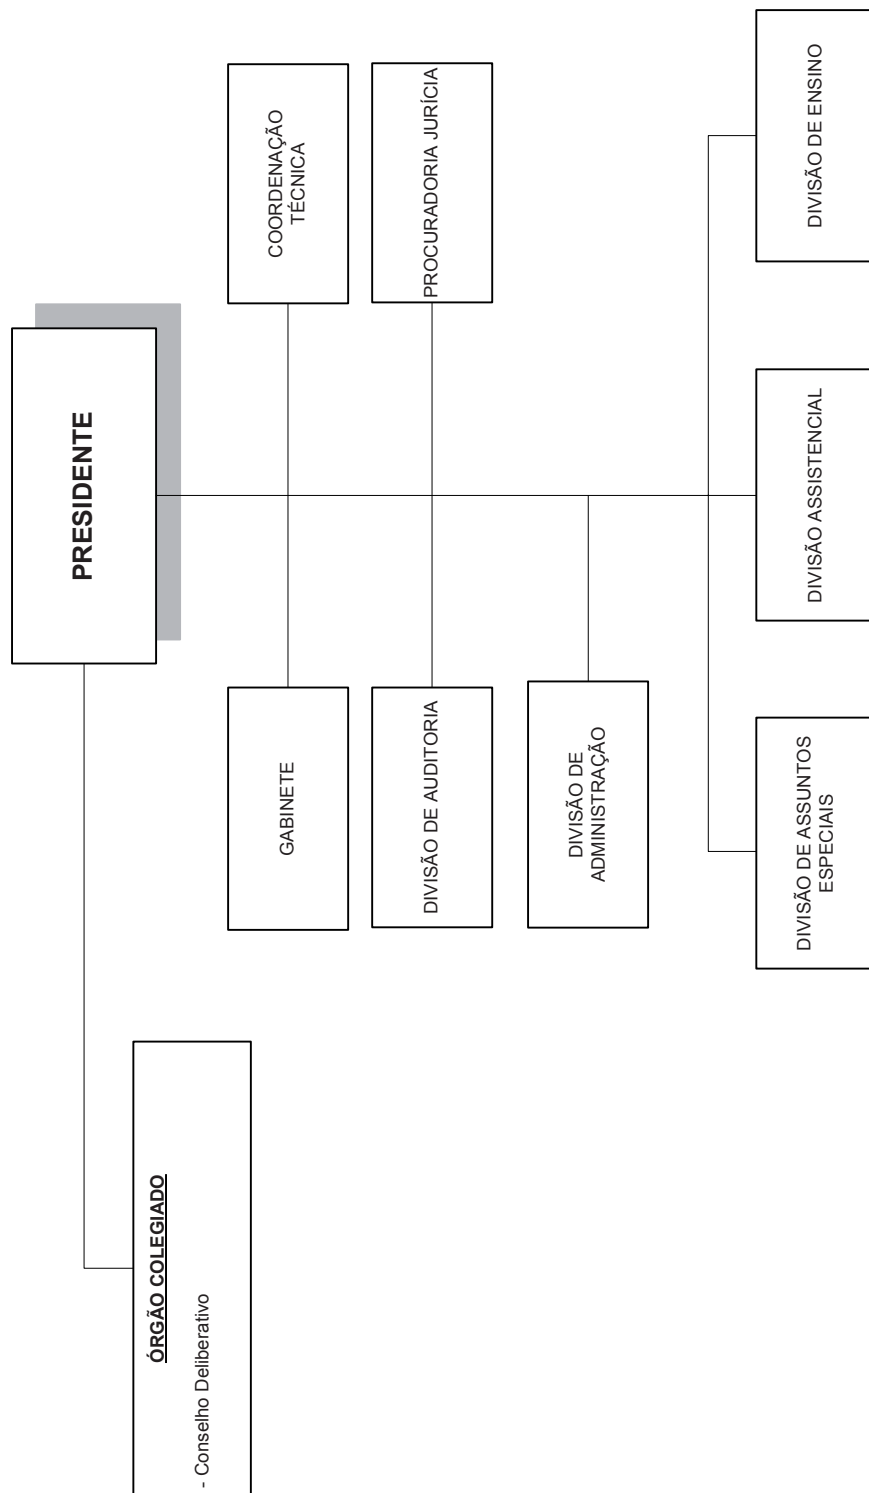 PRESIDENTE
ÓRGÃO COLEGIADO
- Conselho Deliberativo
GABINETE
COORDENAÇÃO
TÉCNICA
DIVISÃO DE AUDITORIA
PROCURADORIA JURÍCIA
DIVISÃO DE
ADMINISTRAÇÃO
DIVISÃO DE ASSUNTOS
ESPECIAIS
DIVISÃO ASSISTENCIAL
DIVISÃO DE ENSINO